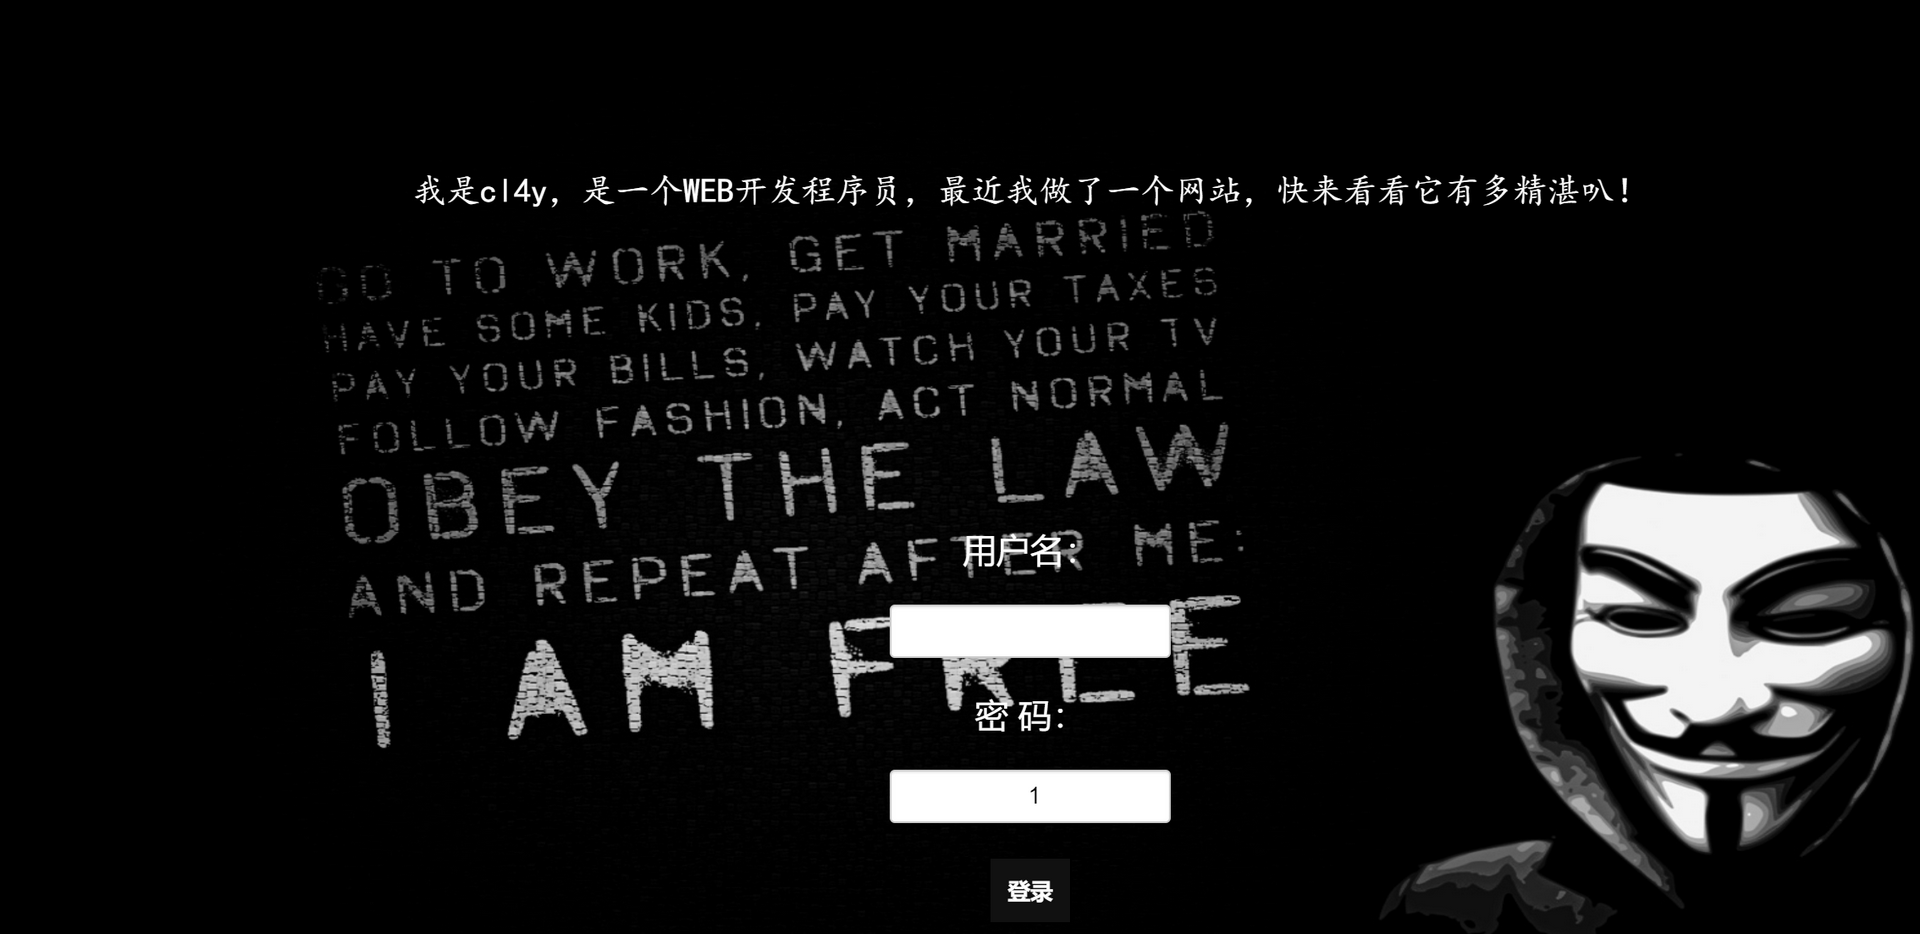 我是cl4y，是一个WEB开发程序员，最近我做了一个网站，快来看看它有多精湛叭！
GO TO WORK, GET MARRIED
HAVE SOME KIDS, PAY YOUR TAXES
PAY YOUR BILLS, WATCH YOUR TV
FOLLOW FASHION, ACT NORMAL
OBEY THE LAW
AND REPEAT AFTER ME:
I AM FREE
用户名：
密 码：
1
登录